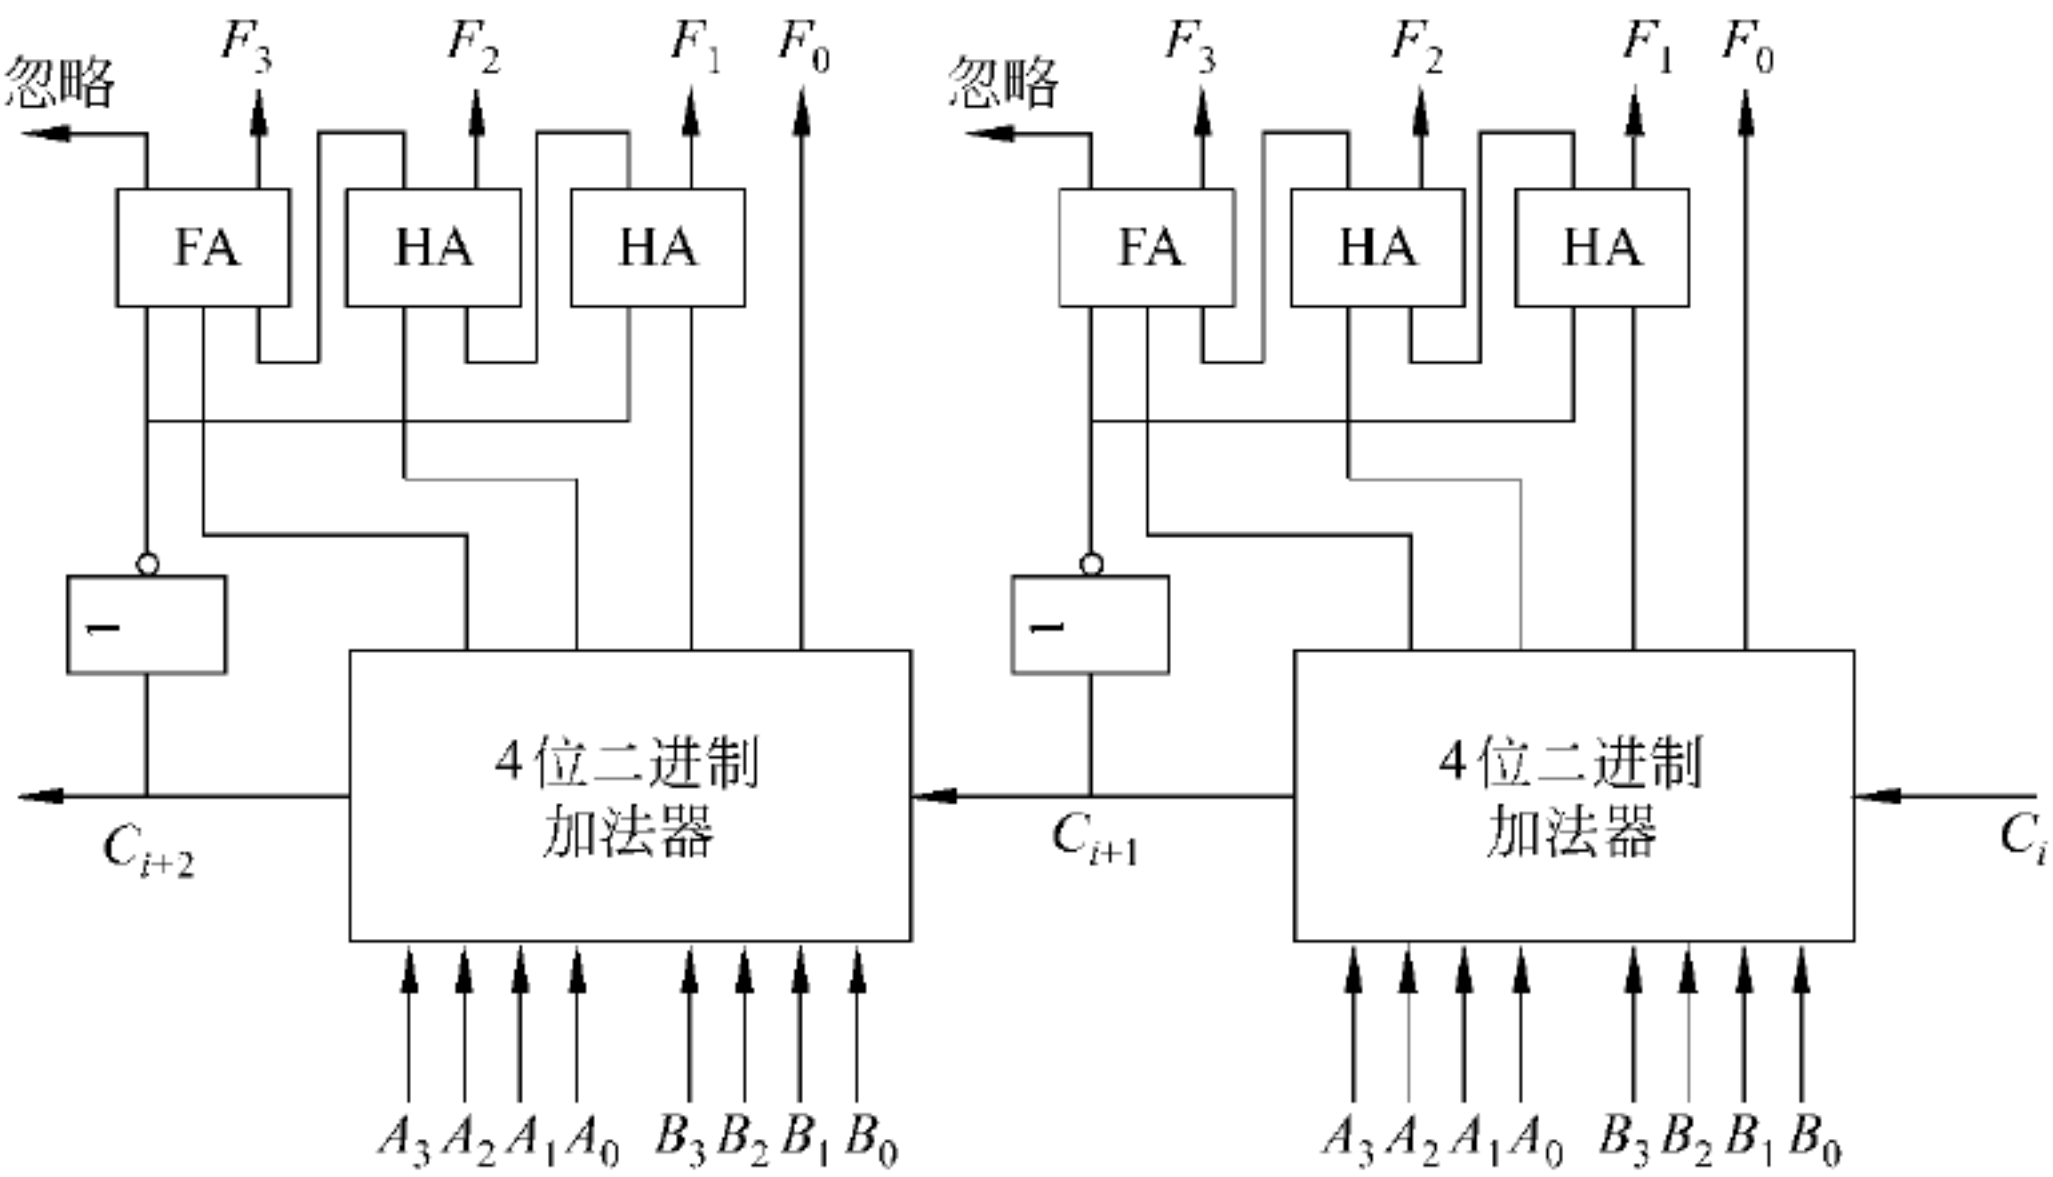 F3 F2 F1 F0 F3 F2 F1 F0
忽略 忽略
FA HA HA FA HA HA
1 1
4位二进制 4位二进制
加法器 加法器
Ci+2 Ci+1 Ci
A3 A2 A1 A0 B3 B2 B1 B0 A3 A2 A1 A0 B3 B2 B1 B0